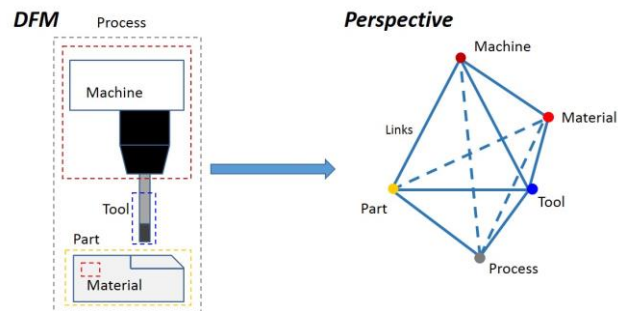 DFM
Process
Machine
Tool
Part
Material
Perspective
Machine
Material
Links
Part
Tool
Process